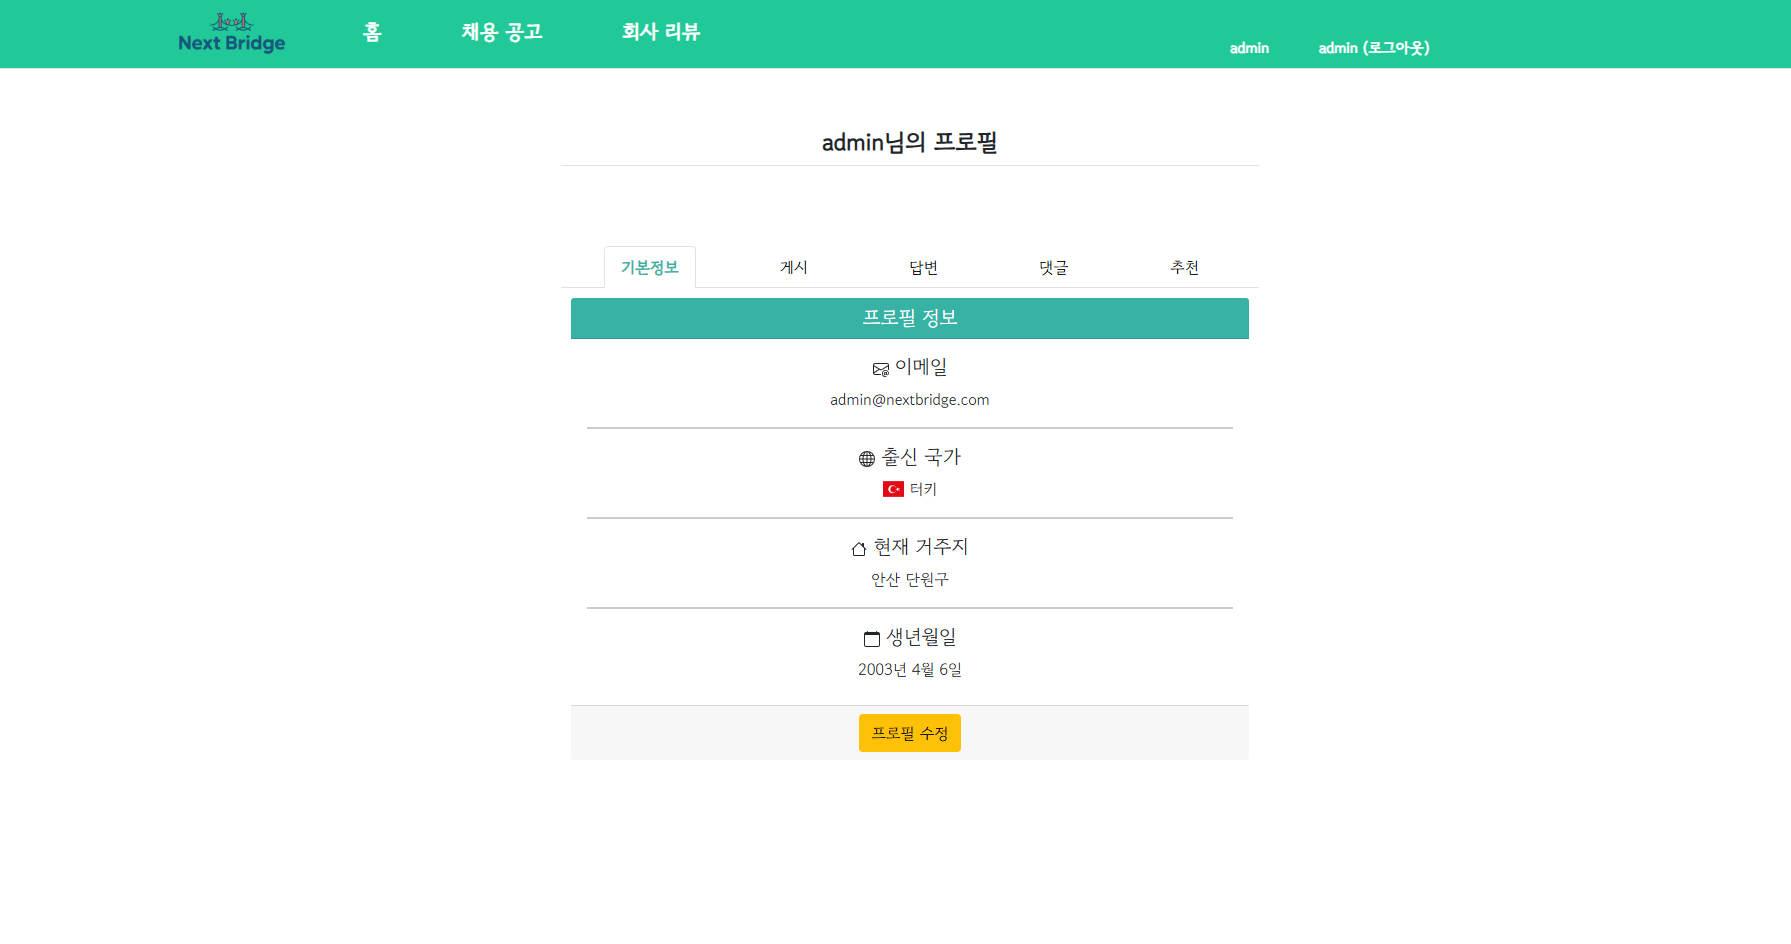 Next Bridge
홈
채용 공고
회사 리뷰
admin
admin (로그아웃)
admin님의 프로필
기본정보
게시
답변
댓글
추천
프로필 정보
이메일
admin@nextbridge.com
출신 국가
터키
현재 거주지
안산 단원구
생년월일
2003년 4월 6일
프로필 수정